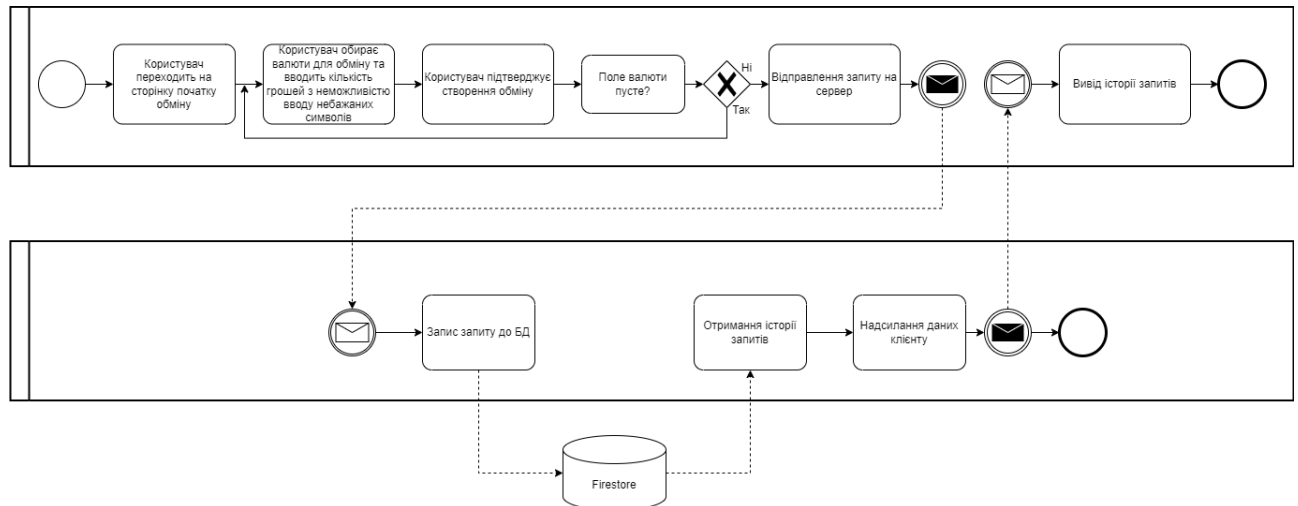 Користувач
переходить на
сторінку початку
обміну
Користувач обирає
валюти для обміну та
вводить кількість
грошей з неможливістю
вводу небажаних
символів
Користувач підтверджує
створення обміну
Поле валюти
пусте?
Ні
Так
Відправлення запиту на
сервер
Вивід історії запитів
Запис запиту до БД
Отримання історії
запитів
Надсилання даних
клієнту
Firestore